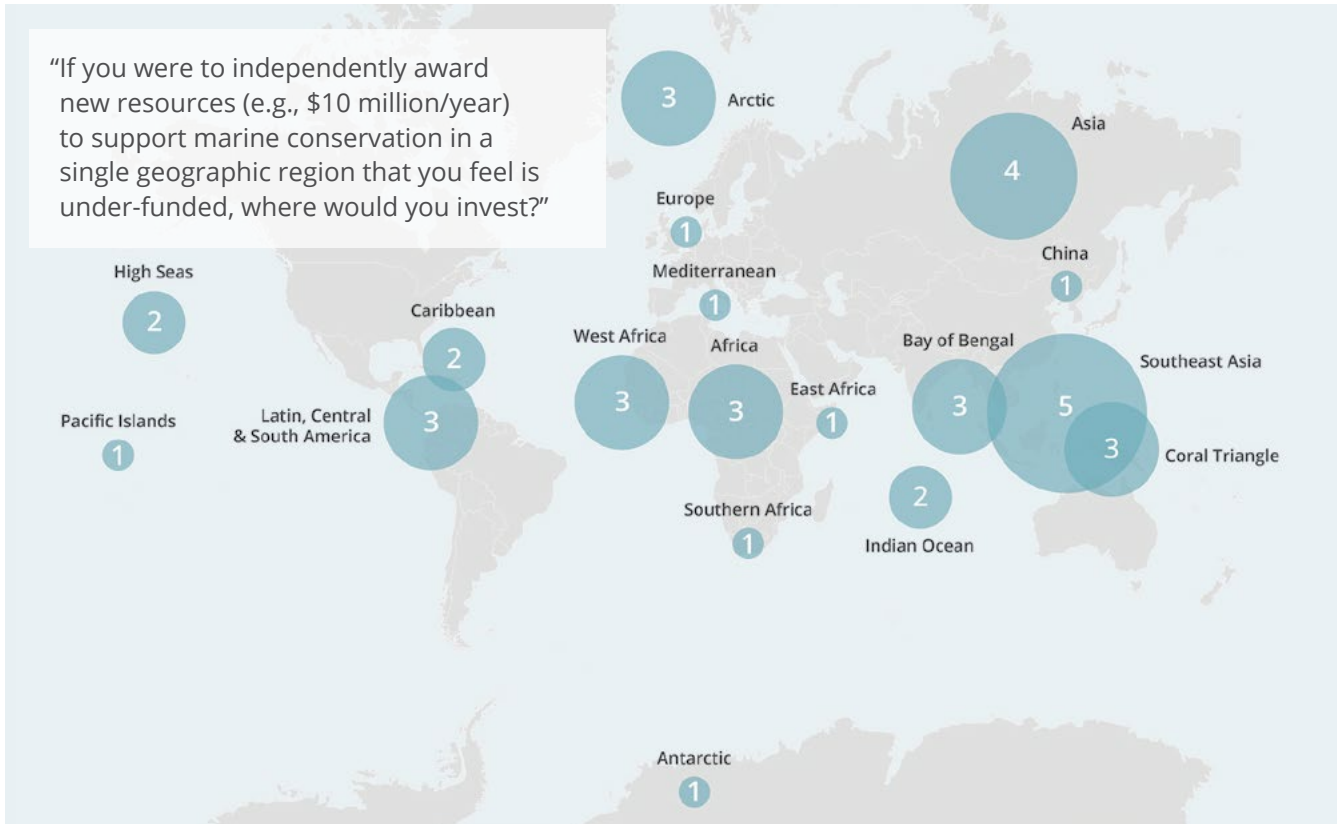 “If you were to independently award
new resources (e.g., $10 million/year)
to support marine conservation in a
single geographic region that you feel is
under-funded, where would you invest?”
3
Arctic
Asia
4
Europe
1
China
1
High Seas
2
Mediterranean
1
Caribbean
2
West Africa
3
Africa
3
East Africa
1
Bay of Bengal
3
Southeast Asia
5
Latin, Central
& South America
3
Pacific Islands
1
3
Coral Triangle
2
Indian Ocean
Southern Africa
1
Antarctic
1